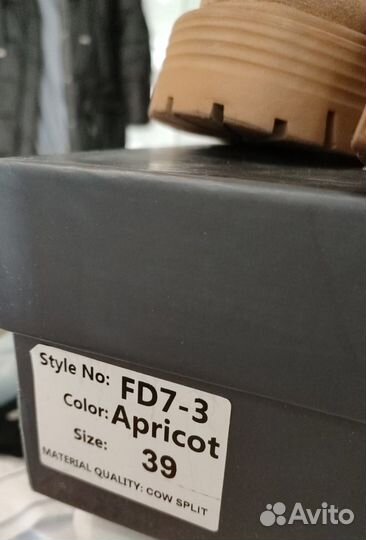 Style No: FD7-3
Color: Apricot
Size: 39
MATERIAL QUALITY: COW SPLIT
Avito